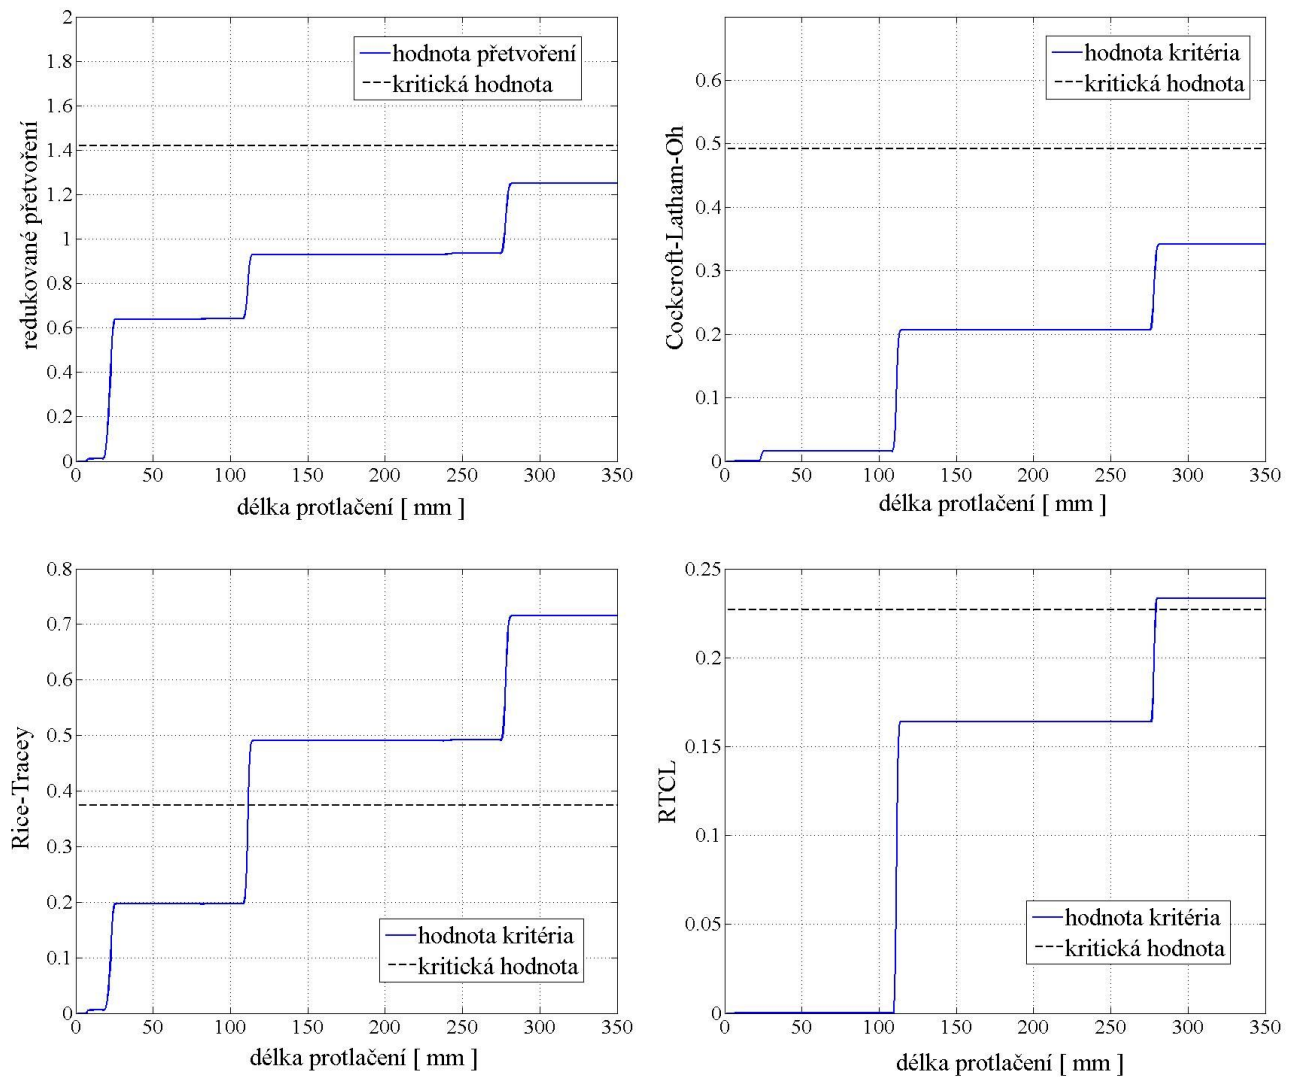 2
1.8
1.6
1.4
1.2
1
0.8
0.6
0.4
0.2
0
redukované přetvoření
hodnota přetvoření
kritická hodnota
0 50 100 150 200 250 300 350
délka protlačení [ mm ]
0.6
0.5
0.4
0.3
0.2
0.1
0
Cockcroft-Latham-Oh
hodnota kritéria
kritická hodnota
0 50 100 150 200 250 300 350
délka protlačení [ mm ]
0.8
0.7
0.6
0.5
0.4
0.3
0.2
0.1
0
Rice-Tracey
hodnota kritéria
kritická hodnota
0 50 100 150 200 250 300 350
délka protlačení [ mm ]
0.25
0.2
0.15
0.1
0.05
0
RTCL
hodnota kritéria
kritická hodnota
0 50 100 150 200 250 300 350
délka protlačení [ mm ]